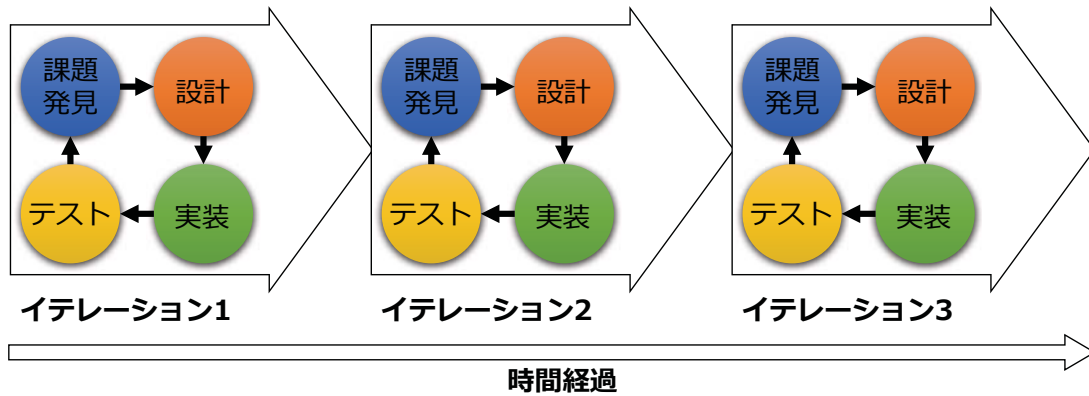 課題
発見
設計
テスト
実装
イテレーション1
課題
発見
設計
テスト
実装
イテレーション2
課題
発見
設計
テスト
実装
イテレーション3
時間経過